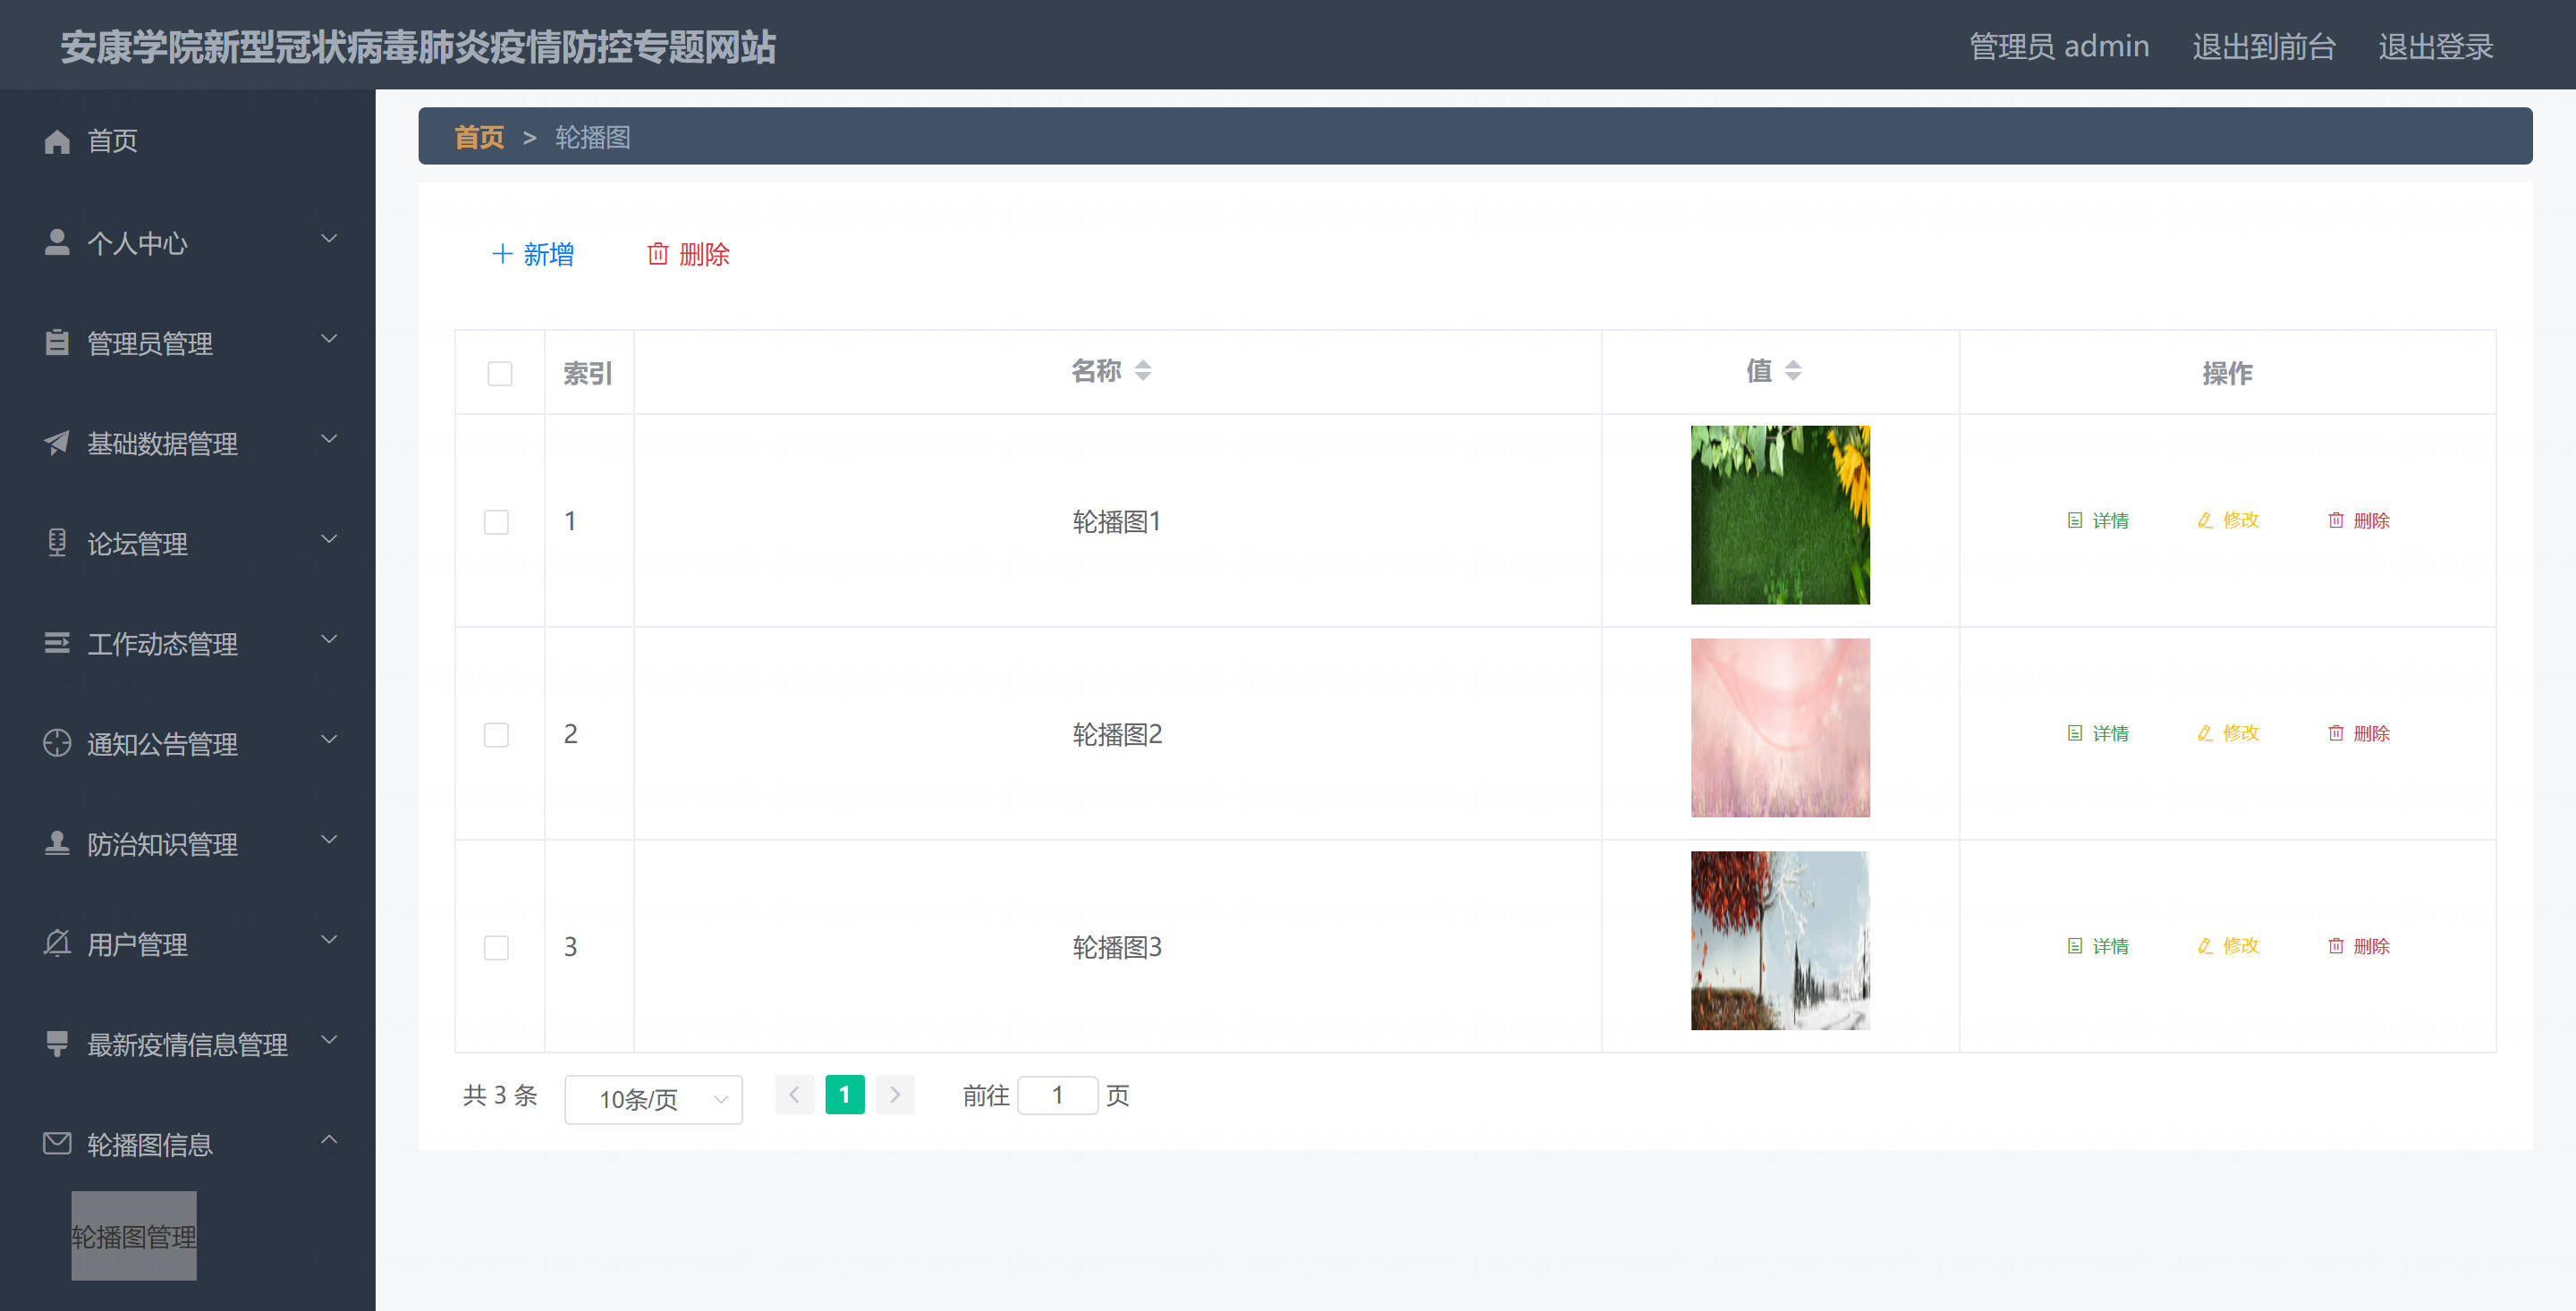 安康学院新型冠状病毒肺炎疫情防控专题网站
管理员 admin 退出到前台 退出登录
首页
个人中心
管理员管理
基础数据管理
论坛管理
工作动态管理
通知公告管理
防治知识管理
用户管理
最新疫情信息管理
轮播图信息
轮播图管理
首页 > 轮播图
新增 删除
索引 名称 值 操作
1 轮播图1 详情 修改 删除
2 轮播图2 详情 修改 删除
3 轮播图3 详情 修改 删除
共 3 条 10条/页 1 前往 1 页